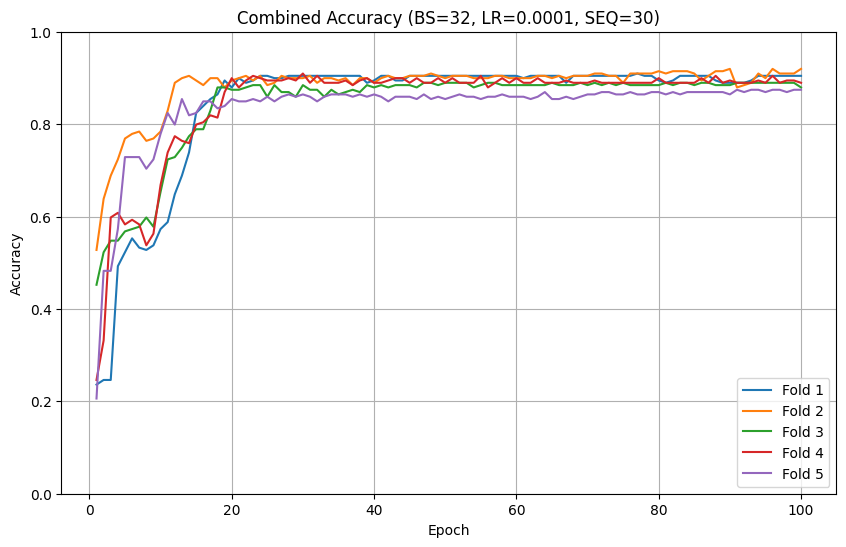 Combined Accuracy (BS=32, LR=0.0001, SEQ=30)
1.0
0.8
0.6
0.4
0.2
0.0
Accuracy
0 20 40 60 80 100
Epoch
Fold 1
Fold 2
Fold 3
Fold 4
Fold 5